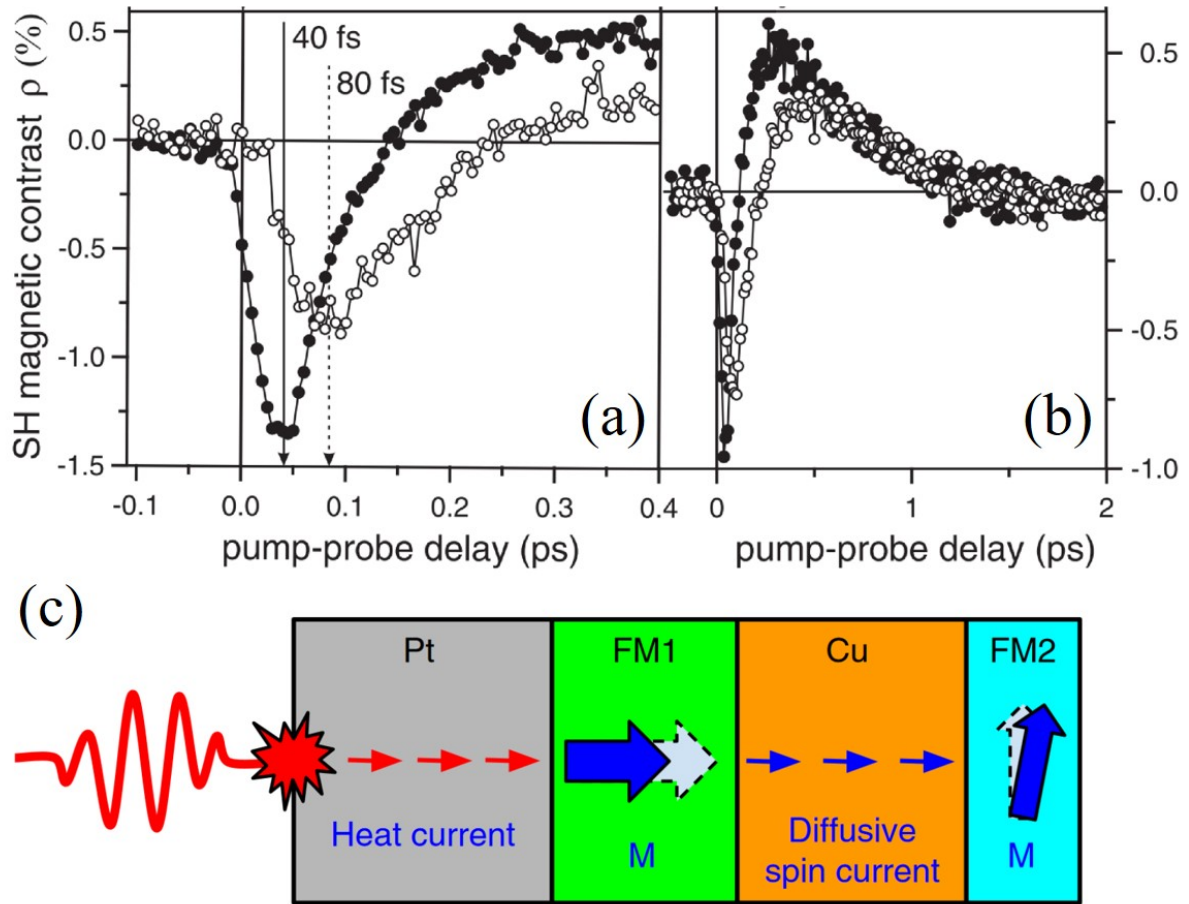 SH magnetic contrast ρ (%)
0.5
0.0
-0.5
-1.0
-1.5
40 fs
80 fs
(a)
-0.1
0.0
0.1
0.2
0.3
0.4
pump-probe delay (ps)
0.5
0.0
-0.5
-1.0
(b)
0
1
2
pump-probe delay (ps)
(c)
Pt
FM1
Cu
FM2
Heat current
M
Diffusive
spin current
M